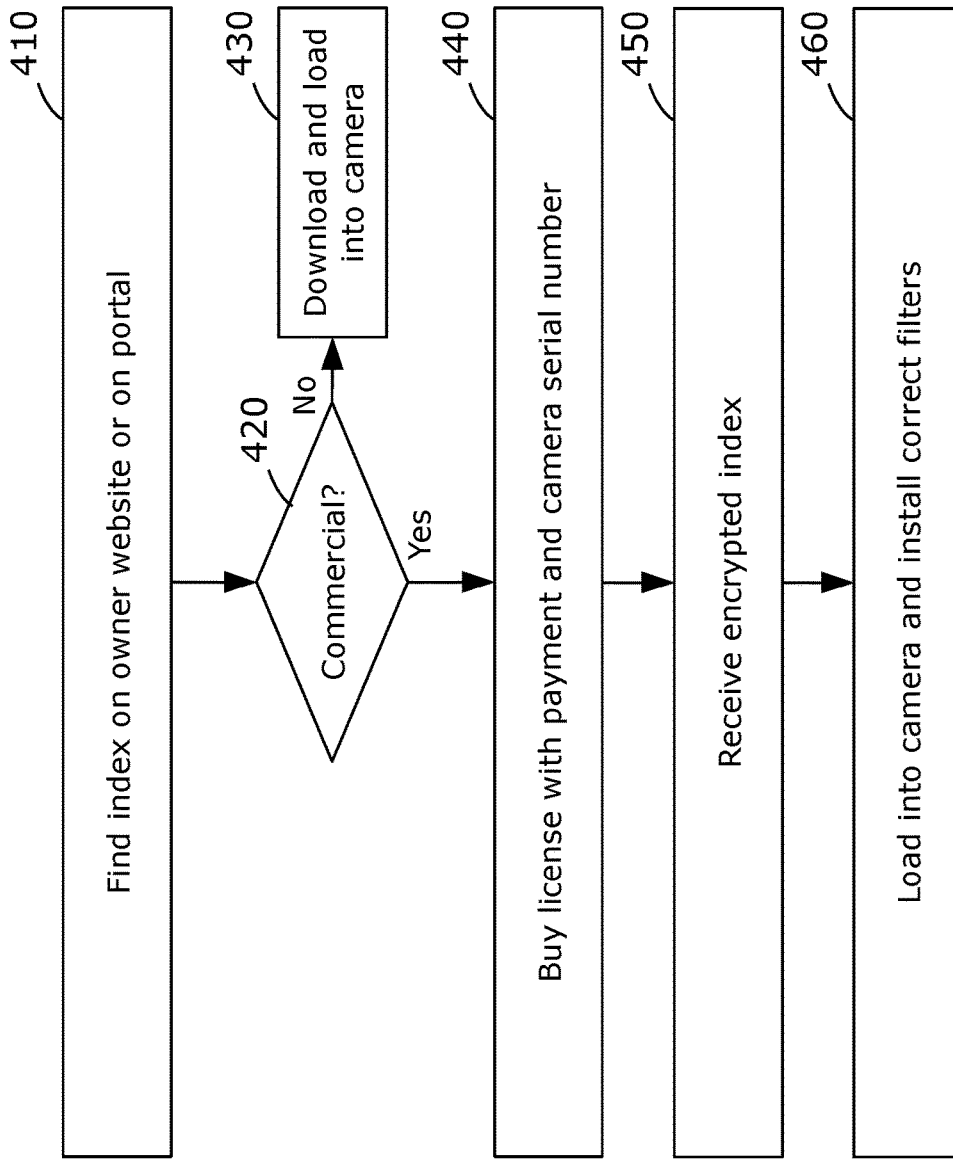 410
Find index on owner website or on portal
420
Commercial?
No
Yes
430
Download and load
into camera
440
Buy license with payment and camera serial number
450
Receive encrypted index
460
Load into camera and install correct filters